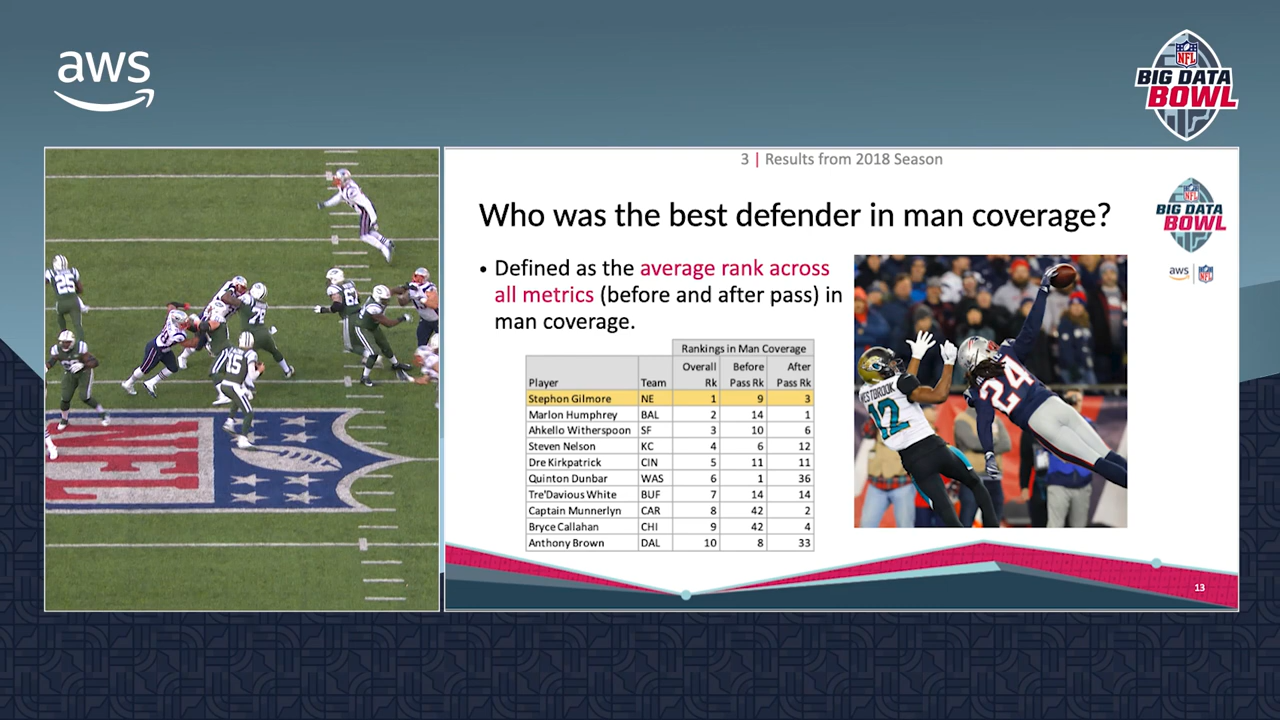 aws
NFL
BIG DATA
BOWL
3 | Results from 2018 Season
Who was the best defender in man coverage?
NFL
BIG DATA
BOWL
aws NFL
• Defined as the average rank across
all metrics (before and after pass) in
man coverage.
Rankings in Man Coverage
Player Team Overall Rk Before Pass Rk After Pass Rk
Stephon Gilmore NE 1 9 3
Marlon Humphrey BAL 2 14 1
Ahkello Witherspoon SF 3 10 6
Steven Nelson KC 4 6 12
Dre Kirkpatrick CIN 5 11 11
Quinton Dunbar WAS 6 1 36
Tre'Davious White BUF 7 14 14
Captain Munnerlyn CAR 8 42 2
Bryce Callahan CHI 9 42 4
Anthony Brown DAL 10 8 33
WESTBROOK
12
24
25
15
NFL
13